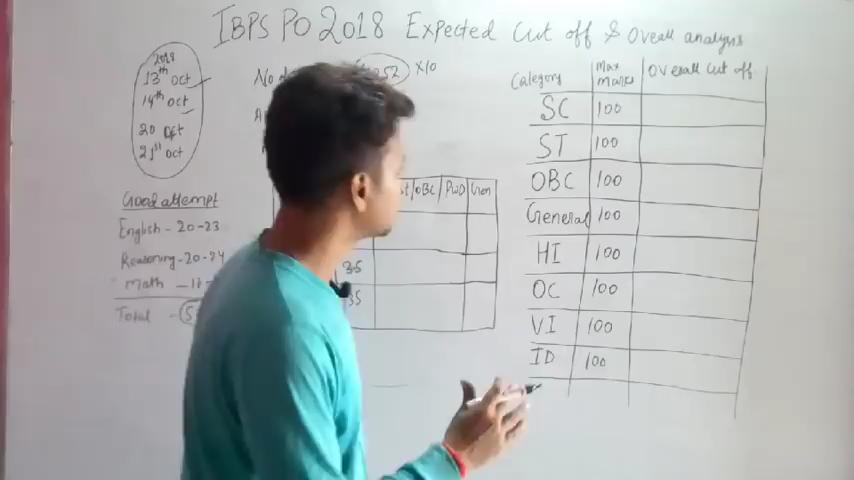 IBPS PO 2018 Expected Cut off & Overall analysis
2018
13th Oct
14th Oct
20 Oct
21st Oct
No
252 x10
Good attempt
English - 20-23
Reasoning - 20-24
Math
Total
OBC PWD Gen
35
35
Category Max Marks Overall cut off
SC 100
ST 100
OBC 100
General 100
HI 100
OC 100
VI 100
ID 100